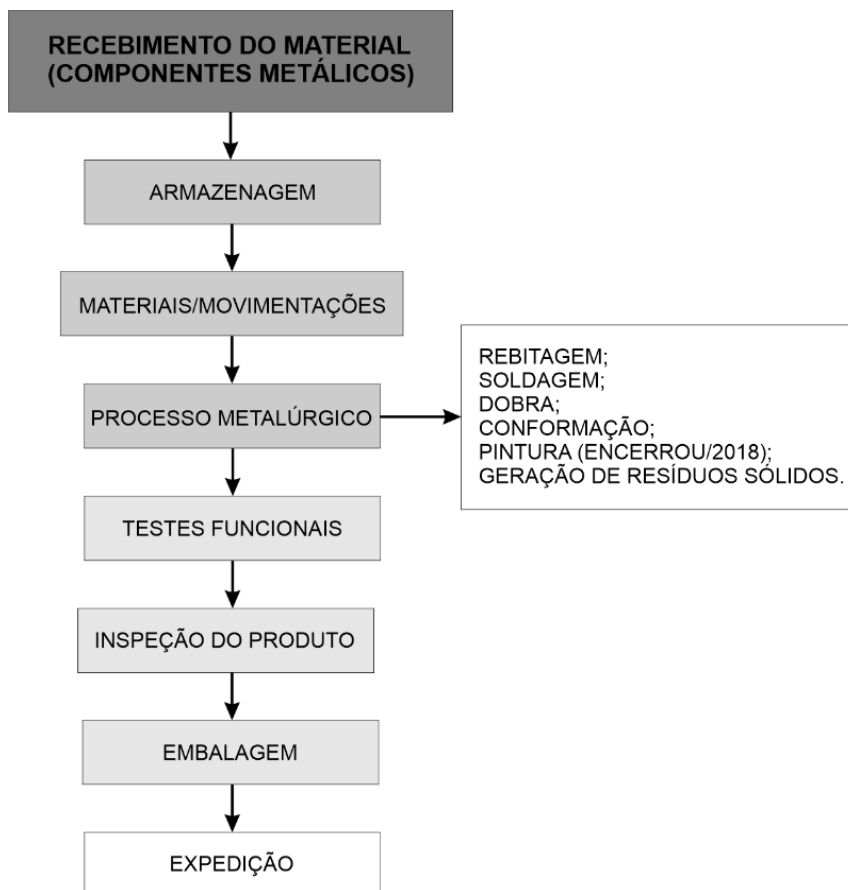 RECEBIMENTO DO MATERIAL
(COMPONENTES METÁLICOS)
ARMAZENAGEM
MATERIAIS/MOVIMENTAÇÕES
PROCESSO METALÚRGICO
REBITAGEM;
SOLDAGEM;
DOBRA;
CONFORMAÇÃO;
PINTURA (ENCERROU/2018);
GERAÇÃO DE RESÍDUOS SÓLIDOS.
TESTES FUNCIONAIS
INSPEÇÃO DO PRODUTO
EMBALAGEM
EXPEDIÇÃO